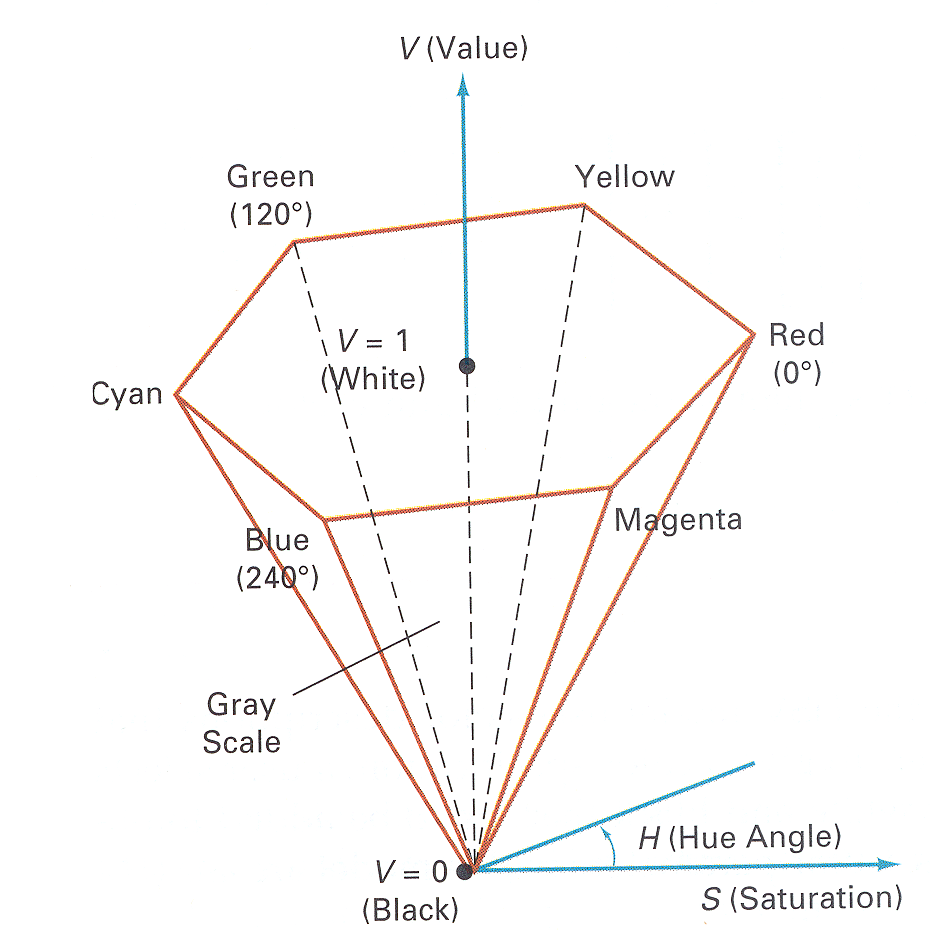 V (Value)
Green
(120°)
Yellow
V = 1
(White)
Red
(0°)
Cyan
Magenta
Blue
(240°)
Gray
Scale
H (Hue Angle)
V = 0
(Black)
S (Saturation)